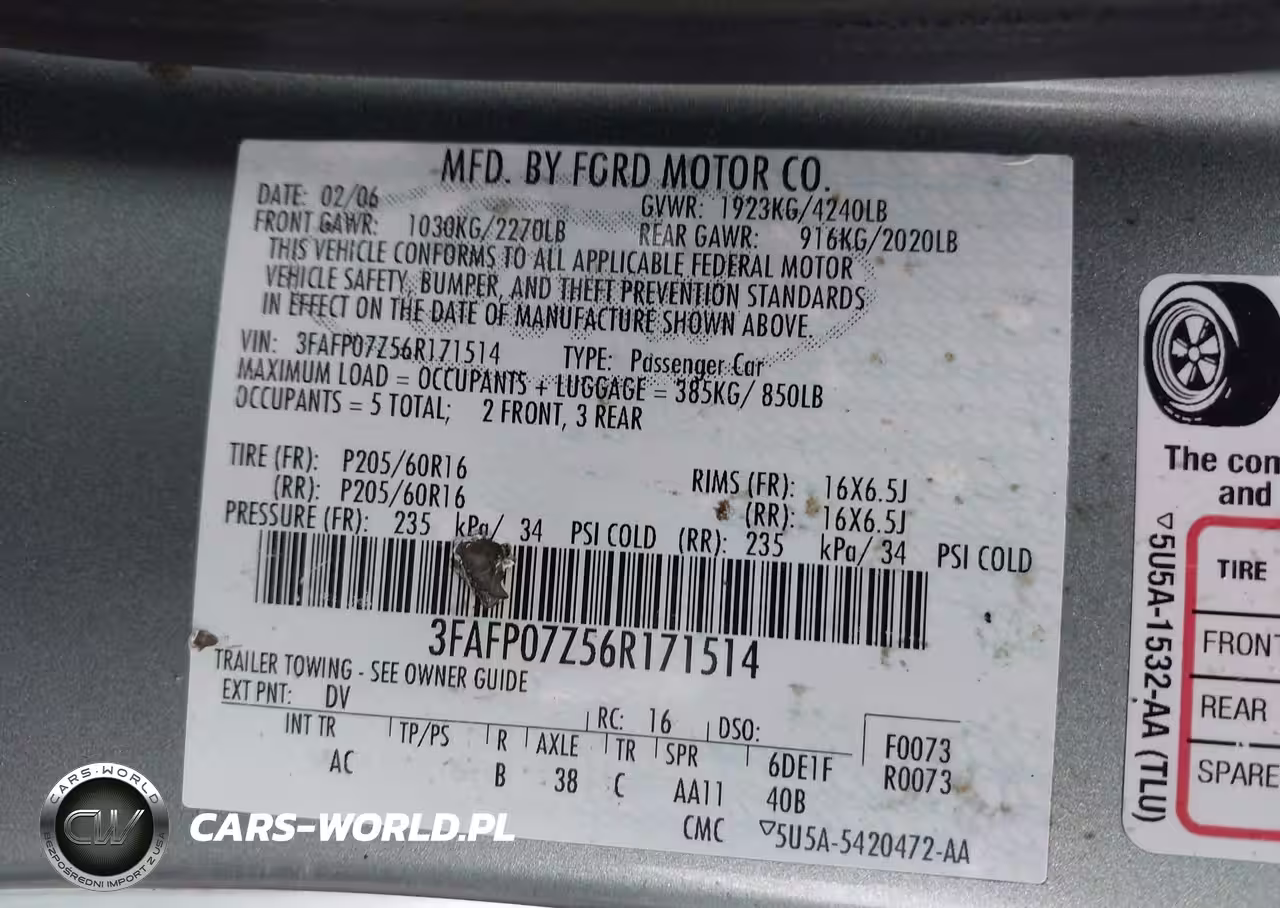 MFD. BY FORD MOTOR CO.
DATE: 02/06 GVWR: 1923KG/4240LB
FRONT GAWR: 1030KG/2270LB REAR GAWR: 916KG/2020LB
THIS VEHICLE CONFORMS TO ALL APPLICABLE FEDERAL MOTOR
VEHICLE SAFETY, BUMPER, AND THEFT PREVENTION STANDARDS
IN EFFECT ON THE DATE OF MANUFACTURE SHOWN ABOVE.
VIN: 3FAFP07Z56R171514 TYPE: Passenger Car
MAXIMUM LOAD = OCCUPANTS + LUGGAGE = 385KG/ 850LB
OCCUPANTS = 5 TOTAL; 2 FRONT, 3 REAR
TIRE (FR): P205/60R16 RIMS (FR): 16X6.5J
(RR): P205/60R16 (RR): 16X6.5J
PRESSURE (FR): 235 kPa/ 34 PSI COLD (RR): 235 kPa/ 34 PSI COLD
3FAFP07Z56R171514
TRAILER TOWING - SEE OWNER GUIDE
EXT PNT: DV RC: 16 DSO: F0073
INT TR TP/PS R AXLE TR SPR 6DE1F R0073
AC B 38 C AA11 40B
CMC ▽5U5A-5420472-AA
The con
and
TIRE
FRONT
REAR
SPARE
▽5U5A-1532-AA (TLU)
CARS-WORLD
CW
BEZPOŚREDNI IMPORT Z USA
CARS-WORLD.PL